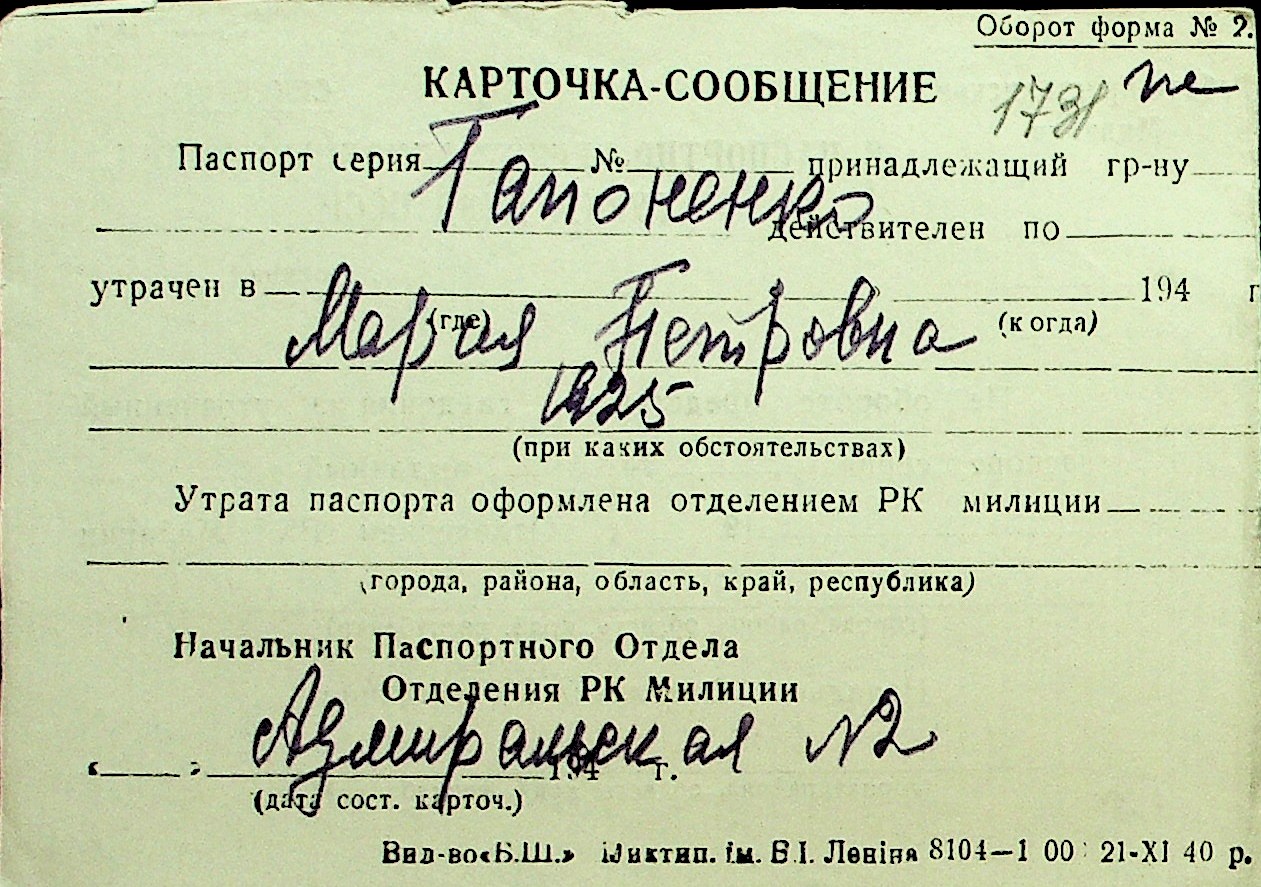 Оборот форма № 2.
КАРТОЧКА-СООБЩЕНИЕ
1731 пе
Паспорт серия № принадлежащий гр-ну
Гапоненко
действителен по
утрачен в 194 г
Мария Петровна
(где) (когда)
1925
(при каких обстоятельствах)
Утрата паспорта оформлена отделением РК милиции
(города, района, область, край, республика)
Начальник Паспортного Отдела
Отделения РК Милиции
Адмиральская №2
« » 194 г.
(дата сост. карточ.)
Вид-во «Б.Ш.» Миктип. ім. В.І. Леніна 8104—1 00 21-XI 40 р.